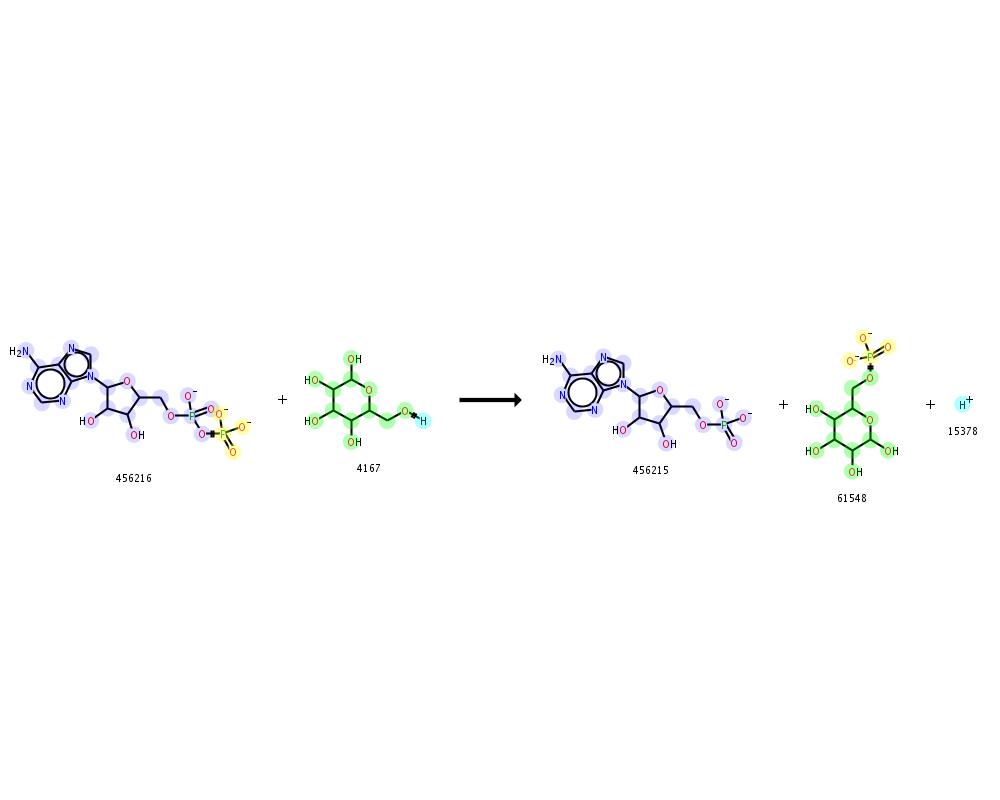 H2N N N N N O HO OH O P O- O O P O- O- O
456216
+
OH HO O HO OH O H
4167
H2N N N N N O HO OH O P O- O- O
456215
+
O- O- P O O HO O HO OH OH
61548
+
H+
15378